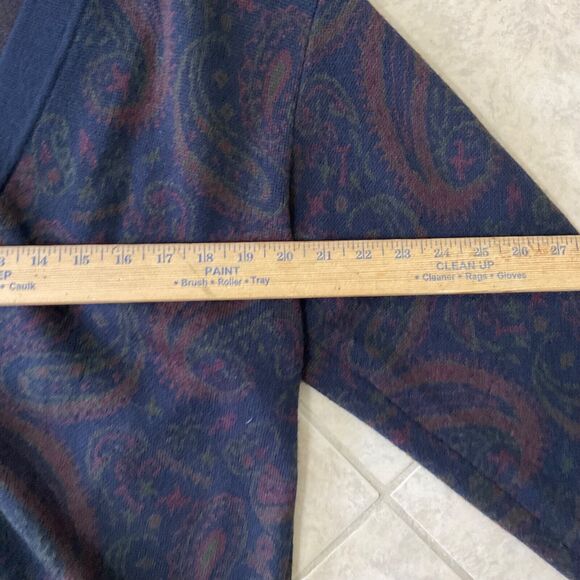 3 14 15 16 17 18 19 20 21 22 23 24 25 26 27
EP PAINT CLEAN UP
• Caulk • Brush • Roller • Tray • Cleaner • Rags • Gloves